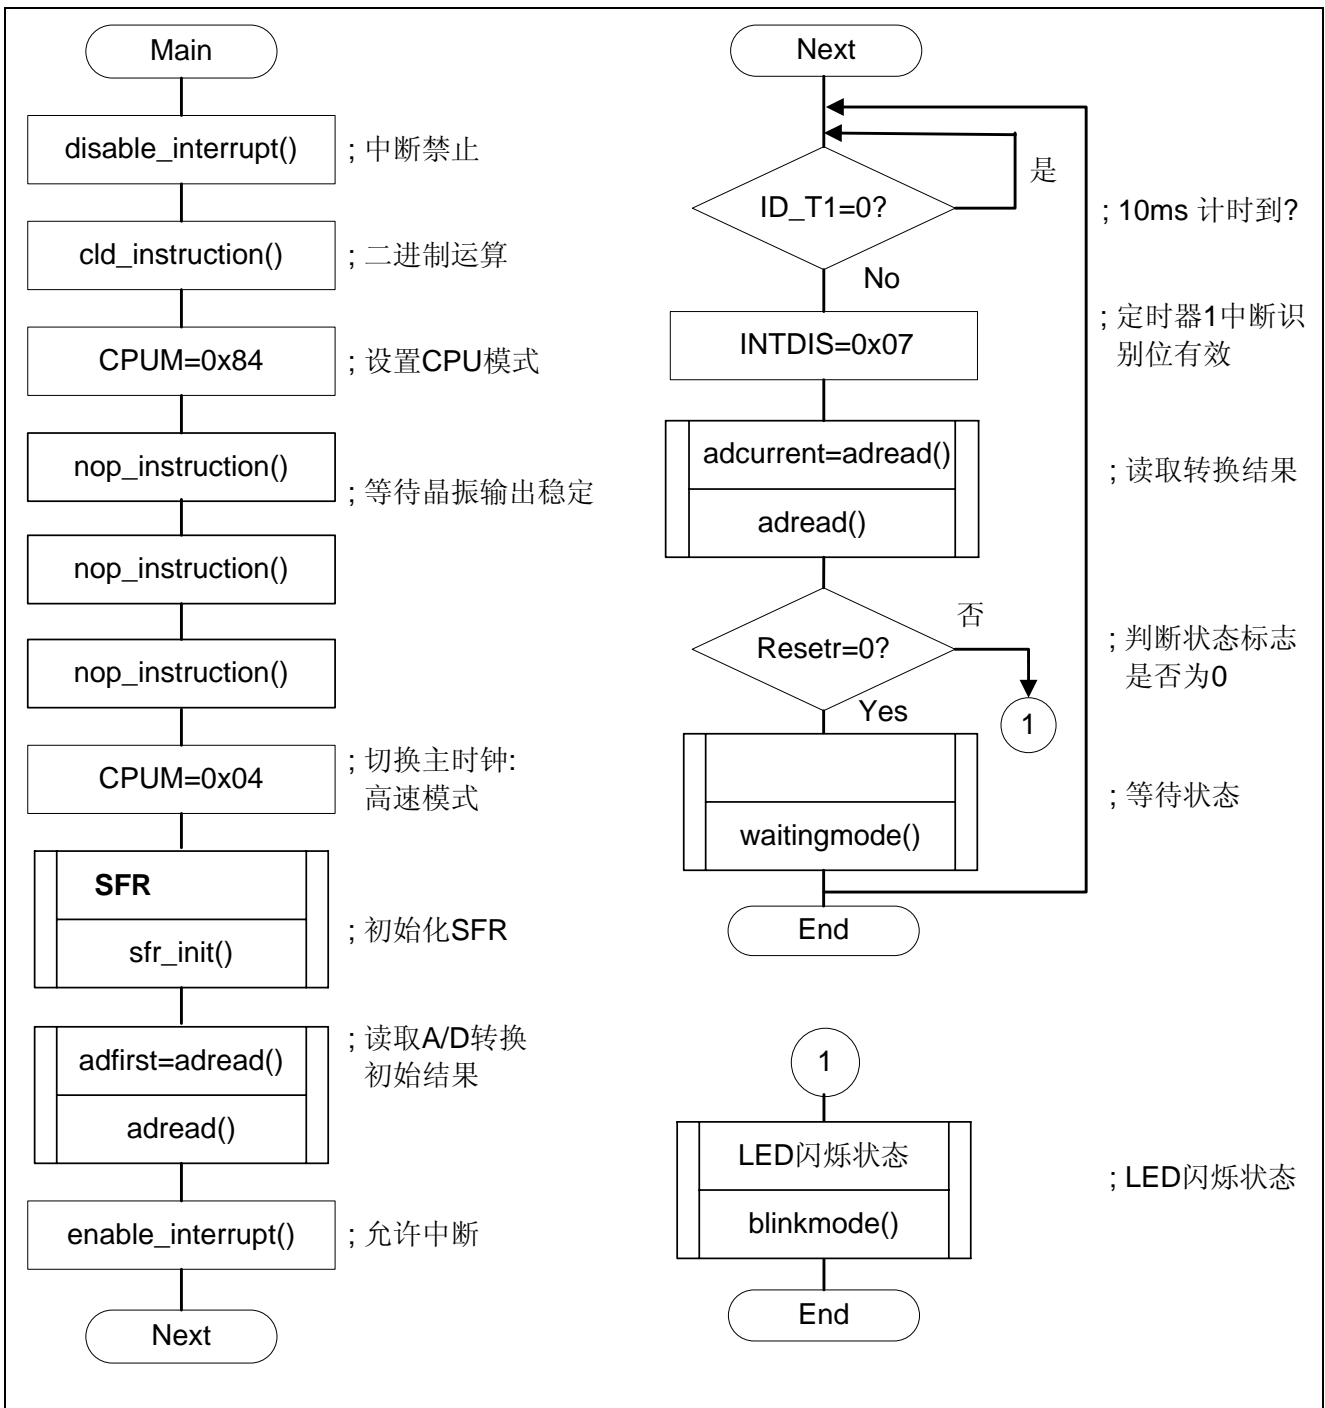 Main
disable_interrupt()
; 中断禁止
cld_instruction()
; 二进制运算
CPUM=0x84
; 设置CPU模式
nop_instruction()
; 等待晶振输出稳定
nop_instruction()
nop_instruction()
CPUM=0x04
; 切换主时钟:
高速模式
SFR
sfr_init()
; 初始化SFR
adfirst=adread()
adread()
; 读取A/D转换
初始结果
enable_interrupt()
; 允许中断
Next
Next
是
ID_T1=0?
; 10ms 计时到?
No
INTDIS=0x07
; 定时器1中断识
别位有效
adcurrent=adread()
adread()
; 读取转换结果
否
Resetr=0?
; 判断状态标志
是否为0
Yes
1
waitingmode()
; 等待状态
End
1
LED闪烁状态
blinkmode()
; LED闪烁状态
End